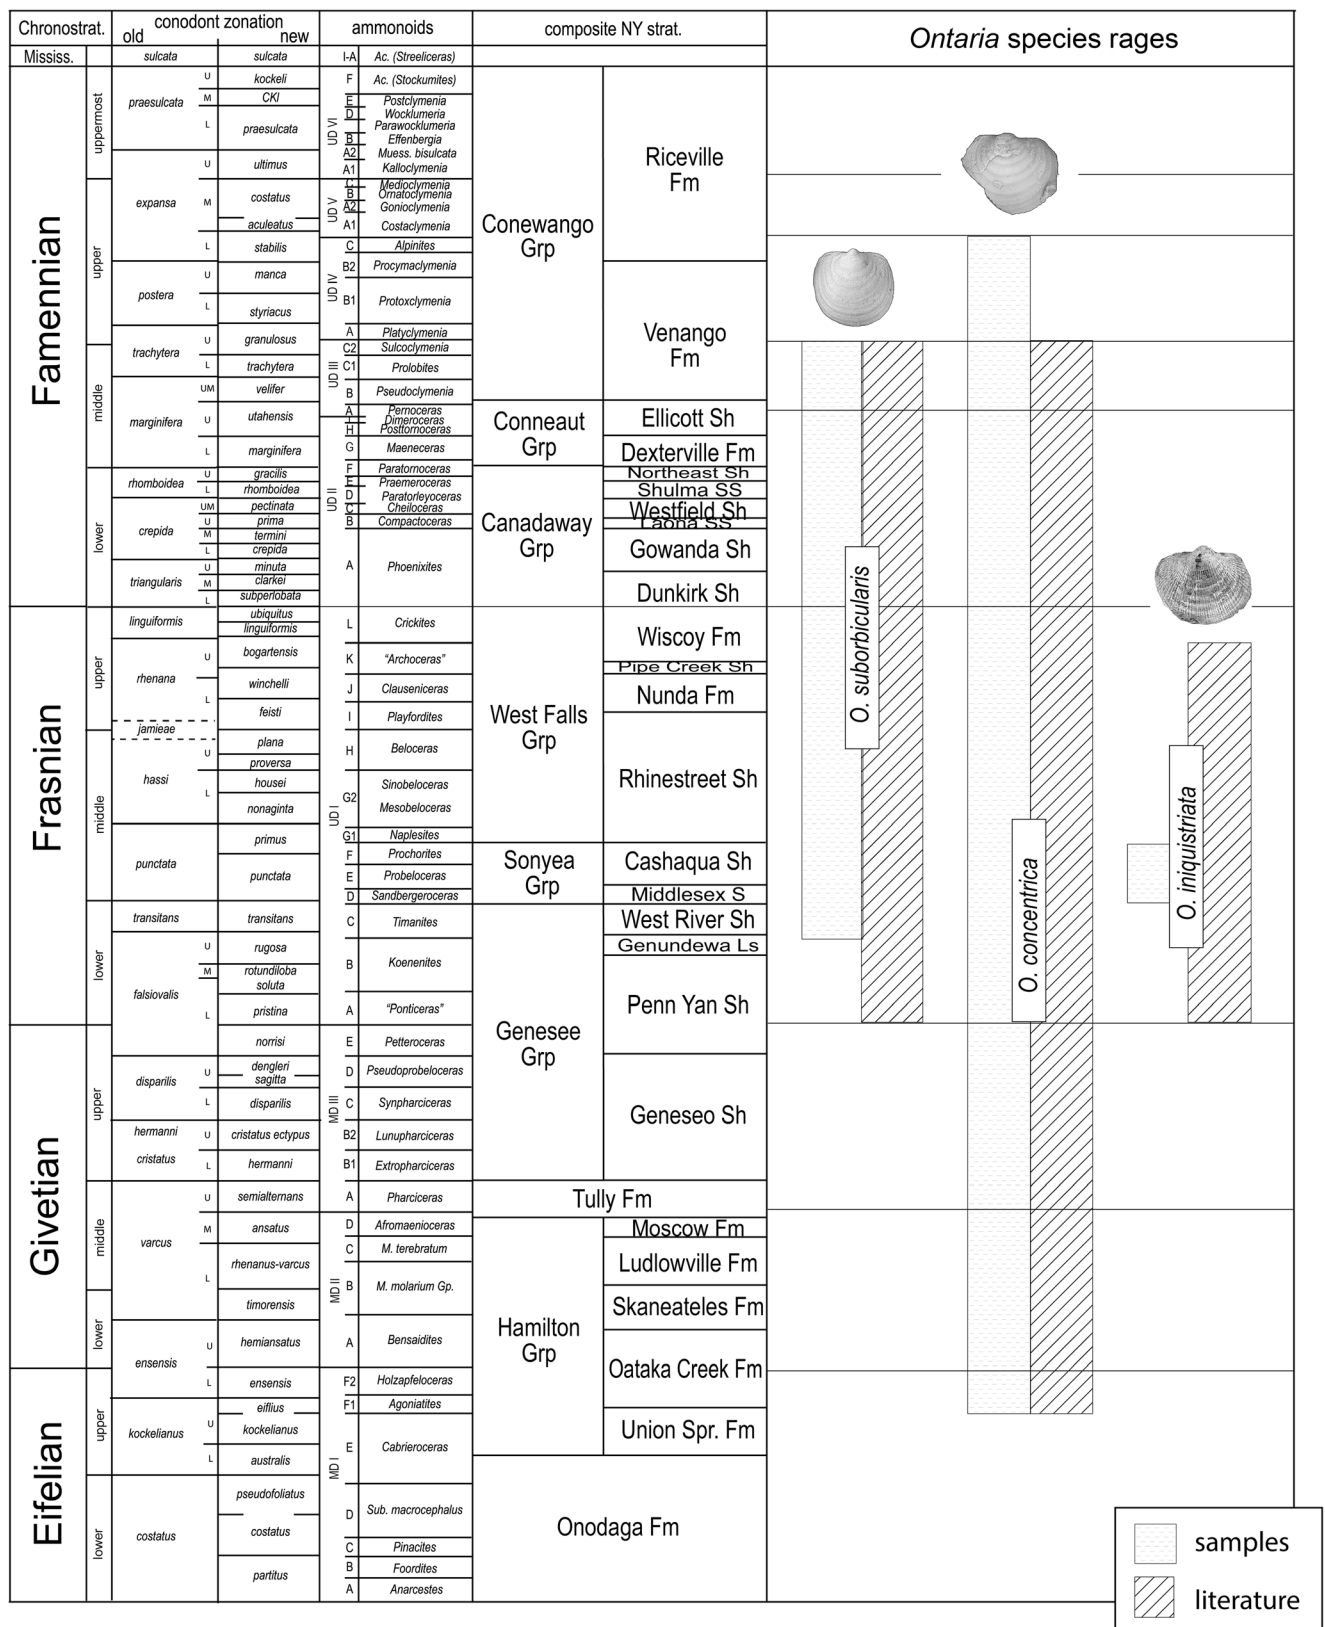 Chronostrat.
conodont zonation
old
new
ammonoids
composite NY strat.
Ontaria species rages
Mississ.
sulcata
sulcata
I-A
Ac. (Streeliceras)
Famennian
uppermost
upper
middle
lower
praesulcata
U
M
L
expansa
U
M
L
postera
U
L
trachytera
U
L
marginifera
UM
U
L
rhomboidea
U
L
crepida
UM
U
M
L
triangularis
U
M
L
kockeli
CKI
praesulcata
ultimus
costatus
aculeatus
stabilis
manca
styriacus
granulosus
trachytera
velifer
utahensis
marginifera
gracilis
rhomboidea
pectinata
prima
termini
crepida
minuta
clarkei
subperlobata
UD VI
UD V
UD IV
UD III
UD II
F
Ac. (Stockumites)
E
Postclymenia
D
Wocklumeria
Parawocklumeria
B
Effenbergia
A2
Muess. bisulcata
A1
Kalloclymenia
C
Medioclymenia
B
Ornatoclymenia
A2
Gonioclymenia
A1
Costaclymenia
C
Alpinites
B2
Procymaclymenia
B1
Protoxclymenia
A
Platyclymenia
C2
Sulcoclymenia
C1
Prolobites
B
Pseudoclymenia
A
Pernoceras
I
Dimeroceras
H
Posttornoceras
G
Maeneceras
F
Paratornoceras
E
Praemeroceras
D
Paratorleyoceras
C
Cheiloceras
B
Compactoceras
A
Phoenixites
Conewango
Grp
Riceville
Fm
Venango
Fm
Conneaut
Grp
Ellicott Sh
Dexterville Fm
Canadaway
Grp
Northeast Sh
Shulma SS
Westfield Sh
Laona SS
Gowanda Sh
Dunkirk Sh
Frasnian
upper
middle
lower
linguiformis
rhenana
U
L
jamieae
hassi
U
L
punctata
transitans
falsiovalis
U
M
L
ubiquitus
linguiformis
bogartensis
winchelli
feisti
plana
proversa
housei
nonaginta
primus
punctata
transitans
rugosa
rotundiloba
soluta
pristina
UD I
L
Crickites
K
“Archoceras”
J
Clauseniceras
I
Playfordites
H
Beloceras
G2
Sinobeloceras
Mesobeloceras
G1
Naplesites
F
Prochorites
E
Probeloceras
D
Sandbergeroceras
C
Timanites
B
Koenenites
A
“Ponticeras”
West Falls
Grp
Wiscoy Fm
Pipe Creek Sh
Nunda Fm
Rhinestreet Sh
Sonyea
Grp
Cashaqua Sh
Middlesex S
Genesee
Grp
West River Sh
Genundewa Ls
Penn Yan Sh
Geneseo Sh
Givetian
upper
middle
lower
disparilis
U
L
hermanni
cristatus
U
L
varcus
U
M
L
ensensis
U
L
norrisi
dengleri
sagitta
disparilis
cristatus ectypus
hermanni
semialternans
ansatus
rhenanus-varcus
timorensis
hemiansatus
MD III
MD II
E
Petteroceras
D
Pseudoprobeloceras
C
Synpharciceras
B2
Lunupharciceras
B1
Extropharciceras
A
Pharciceras
D
Afromaenioceras
C
M. terebratum
B
M. molarium Gp.
A
Bensaidites
Tully Fm
Hamilton
Grp
Moscow Fm
Ludlowville Fm
Skaneateles Fm
Oataka Creek Fm
Union Spr. Fm
Eifelian
upper
lower
kockelianus
U
L
costatus
ensensis
eiflius
kockelianus
australis
pseudofoliatus
costatus
partitus
MD I
F2
Holzapfeloceras
F1
Agoniatites
E
Cabrieroceras
D
Sub. macrocephalus
C
Pinacites
B
Foordites
A
Anarcestes
Onodaga Fm
O. suborbicularis
O. concentrica
O. iniquistriata
samples
literature